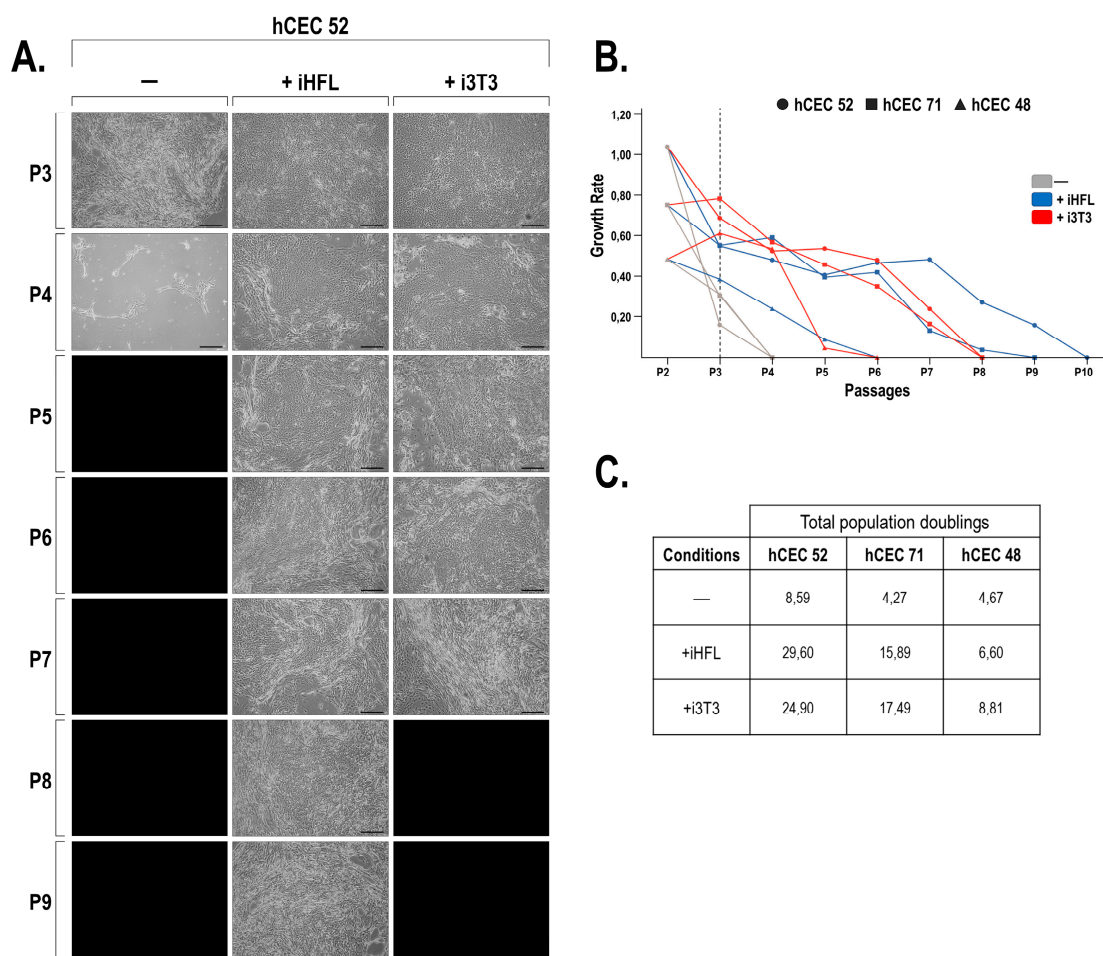 A.
hCEC 52
—
+ iHFL
+ i3T3
P3
P4
P5
P6
P7
P8
P9
B.
hCEC 52 hCEC 71 hCEC 48
1,20
1,00
0,80
0,60
0,40
0,20
Growth Rate
P2 P3 P4 P5 P6 P7 P8 P9 P10
Passages
—
+ iHFL
+ i3T3
C.
Total population doublings
Conditions hCEC 52 hCEC 71 hCEC 48
— 8,59 4,27 4,67
+iHFL 29,60 15,89 6,60
+i3T3 24,90 17,49 8,81